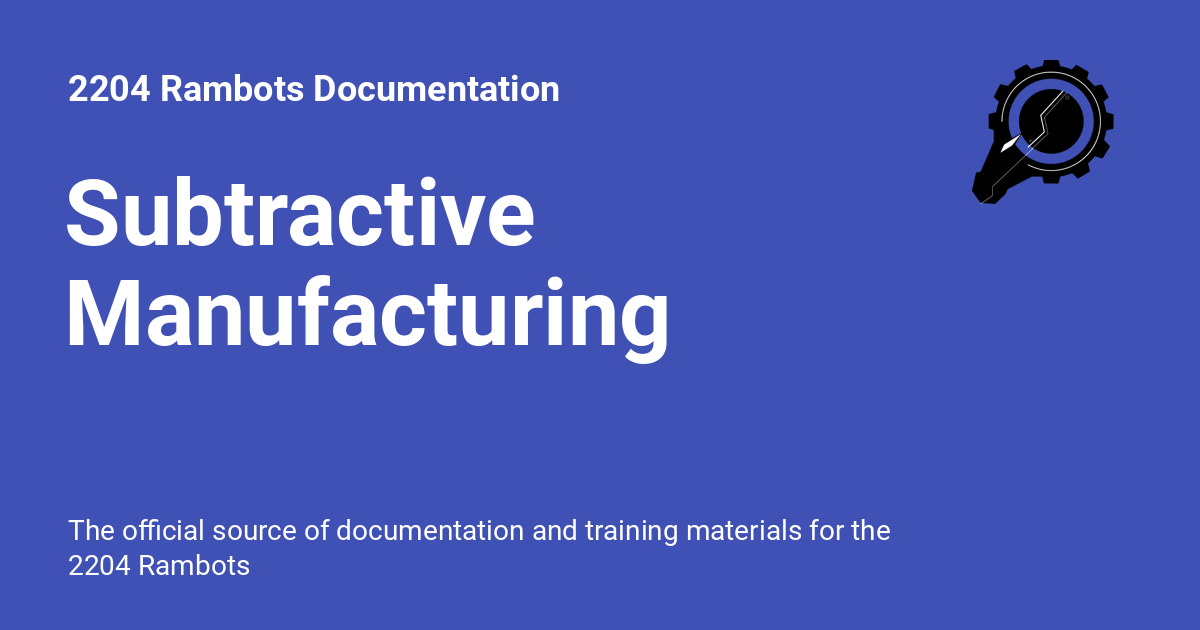 2204 Rambots Documentation
Subtractive
Manufacturing
The official source of documentation and training materials for the
2204 Rambots